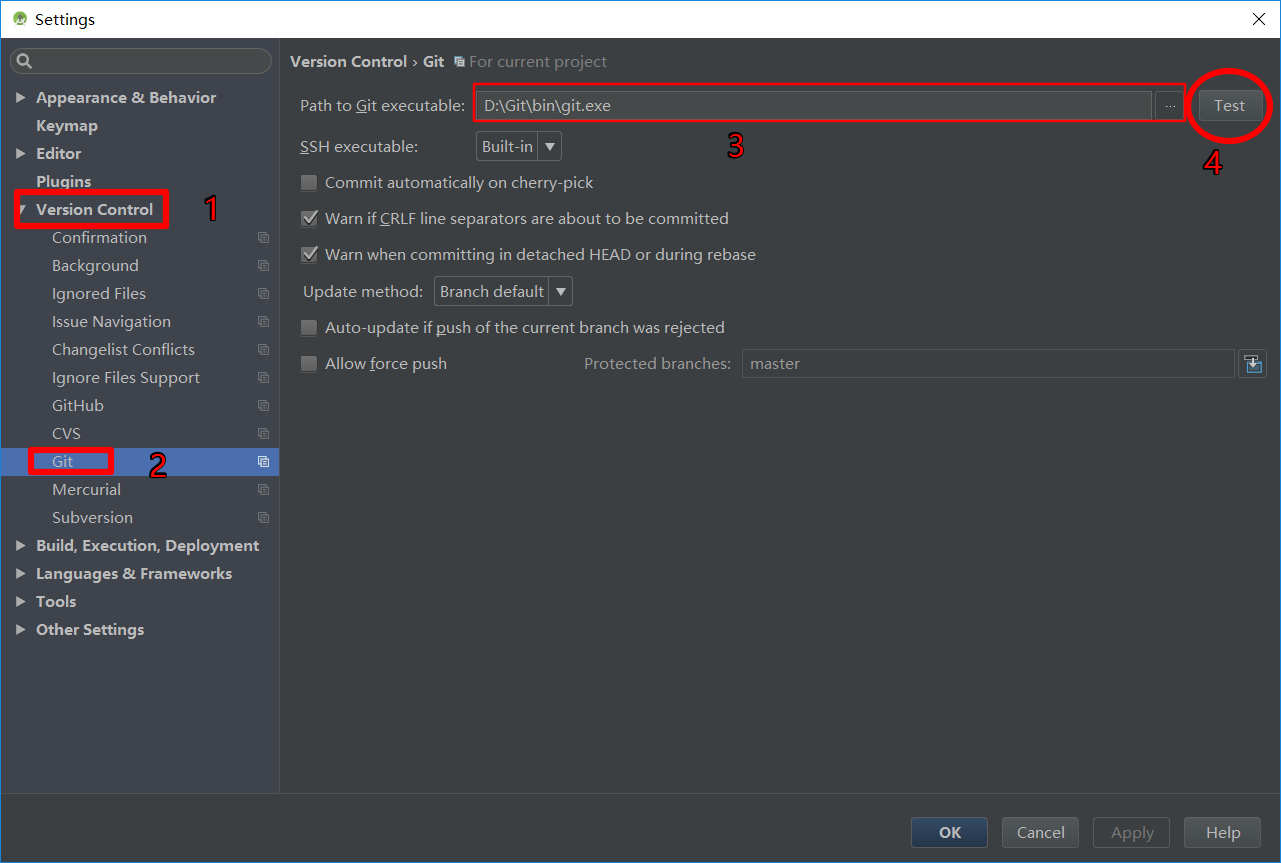 Settings
Version Control › Git For current project
Appearance & Behavior
Keymap
Editor
Plugins
Version Control 1
Confirmation
Background
Ignored Files
Issue Navigation
Changelist Conflicts
Ignore Files Support
GitHub
CVS
Git 2
Mercurial
Subversion
Build, Execution, Deployment
Languages & Frameworks
Tools
Other Settings
Path to Git executable: D:\Git\bin\git.exe ... Test
3
4
SSH executable: Built-in
Commit automatically on cherry-pick
Warn if CRLF line separators are about to be committed
Warn when committing in detached HEAD or during rebase
Update method: Branch default
Auto-update if push of the current branch was rejected
Allow force push Protected branches: master
OK Cancel Apply Help